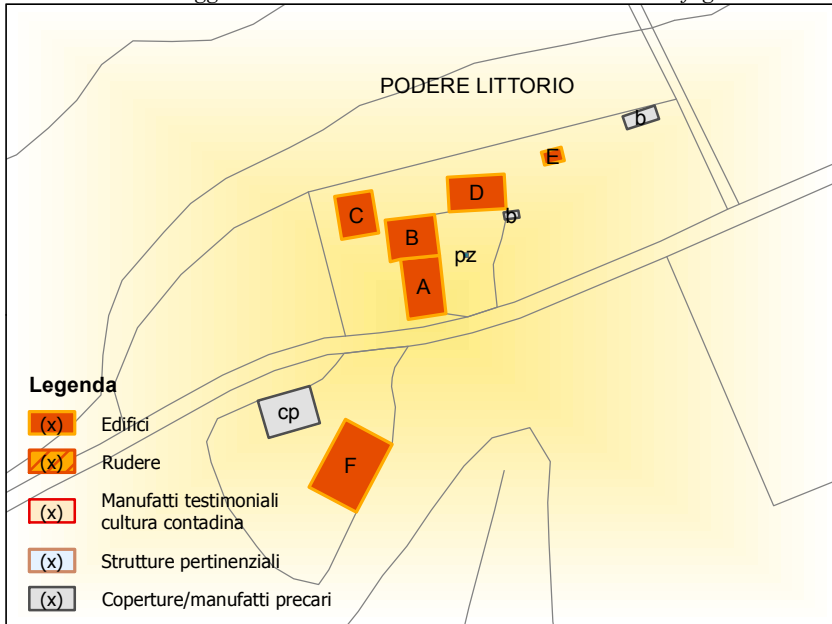 PODERE LITTORIO
b
E
D
C
b
B
pz
A
Legenda
cp
(x) Edifici
F
(x) Rudere
(x) Manufatti testimoniali
cultura contadina
(x) Strutture pertinenziali
(x) Coperture/manufatti precari